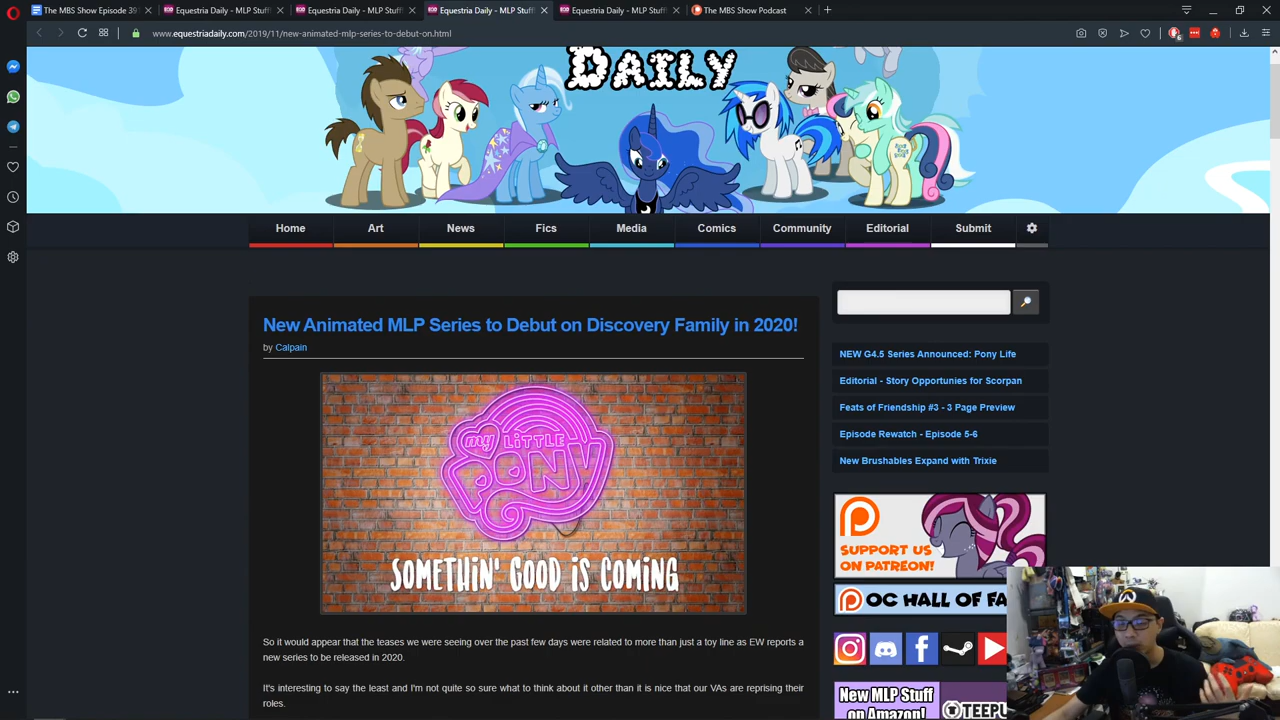 The MBS Show Episode 39
Equestria Daily - MLP Stuff
Equestria Daily - MLP Stuff
Equestria Daily - MLP Stuff
Equestria Daily - MLP Stuff
The MBS Show Podcast
www.equestriadaily.com/2019/11/new-animated-mlp-series-to-debut-on.html
DAILY
Home
Art
News
Fics
Media
Comics
Community
Editorial
Submit
New Animated MLP Series to Debut on Discovery Family in 2020!
by Calpain
my LITTLE
PONY
SOMETHIN' GOOD iS COMiNG
So it would appear that the teases we were seeing over the past few days were related to more than just a toy line as EW reports a
new series to be released in 2020.
It's interesting to say the least and I'm not quite so sure what to think about it other than it is nice that our VAs are reprising their
roles.
NEW G4.5 Series Announced: Pony Life
Editorial - Story Opportunies for Scorpan
Feats of Friendship #3 - 3 Page Preview
Episode Rewatch - Episode 5-6
New Brushables Expand with Trixie
SUPPORT US
ON PATREON!
OC HALL OF FA
New MLP Stuff
on Amazon!
TEEPU